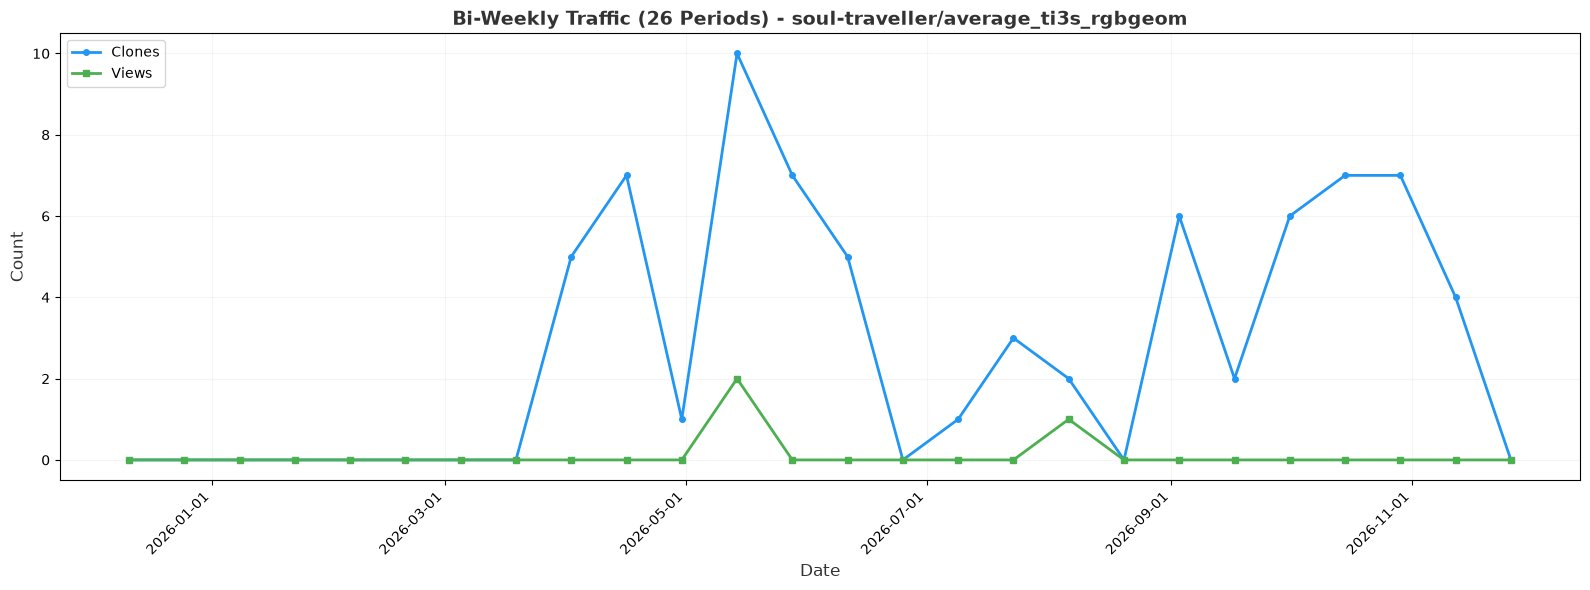 Bi-Weekly Traffic (26 Periods) - soul-traveller/average_ti3s_rgbgeom
Clones
Views
Count
10
8
6
4
2
0
2026-01-01
2026-03-01
2026-05-01
2026-07-01
2026-09-01
2026-11-01
Date